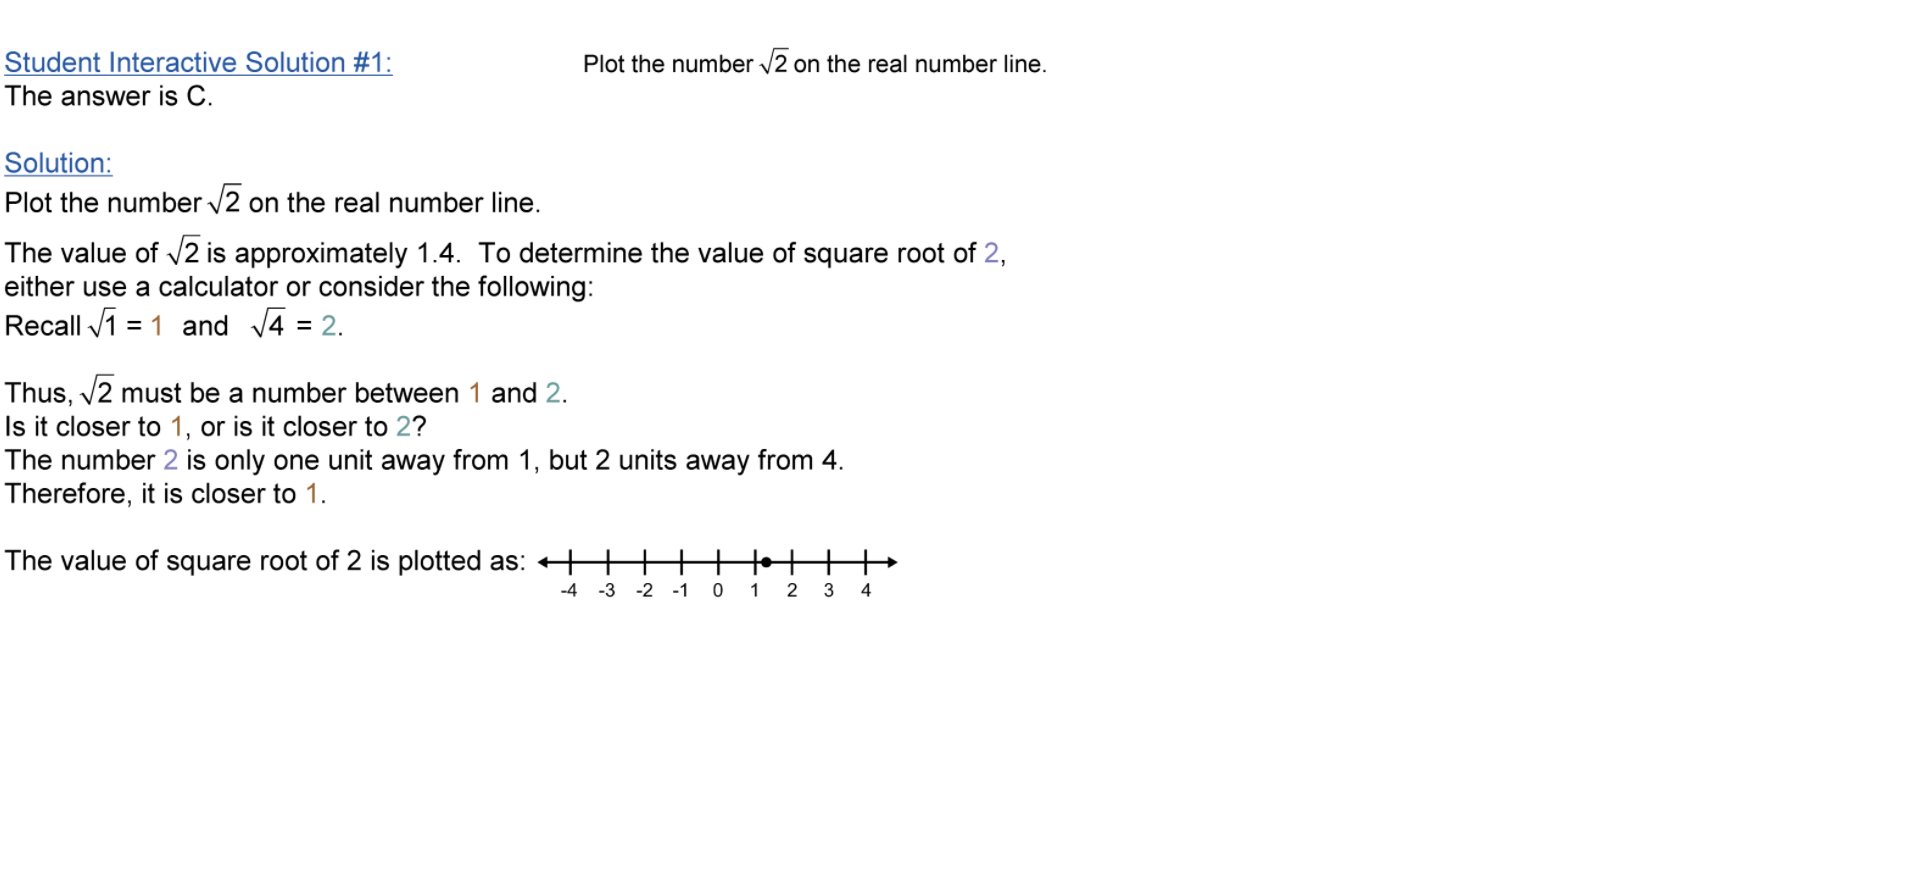 Student Interactive Solution #1:
Plot the number √2 on the real number line.
The answer is C.
Solution:
Plot the number √2 on the real number line.
The value of √2 is approximately 1.4. To determine the value of square root of 2,
either use a calculator or consider the following:
Recall √1 = 1 and √4 = 2.
Thus, √2 must be a number between 1 and 2.
Is it closer to 1, or is it closer to 2?
The number 2 is only one unit away from 1, but 2 units away from 4.
Therefore, it is closer to 1.
The value of square root of 2 is plotted as:
-4 -3 -2 -1 0 1 2 3 4